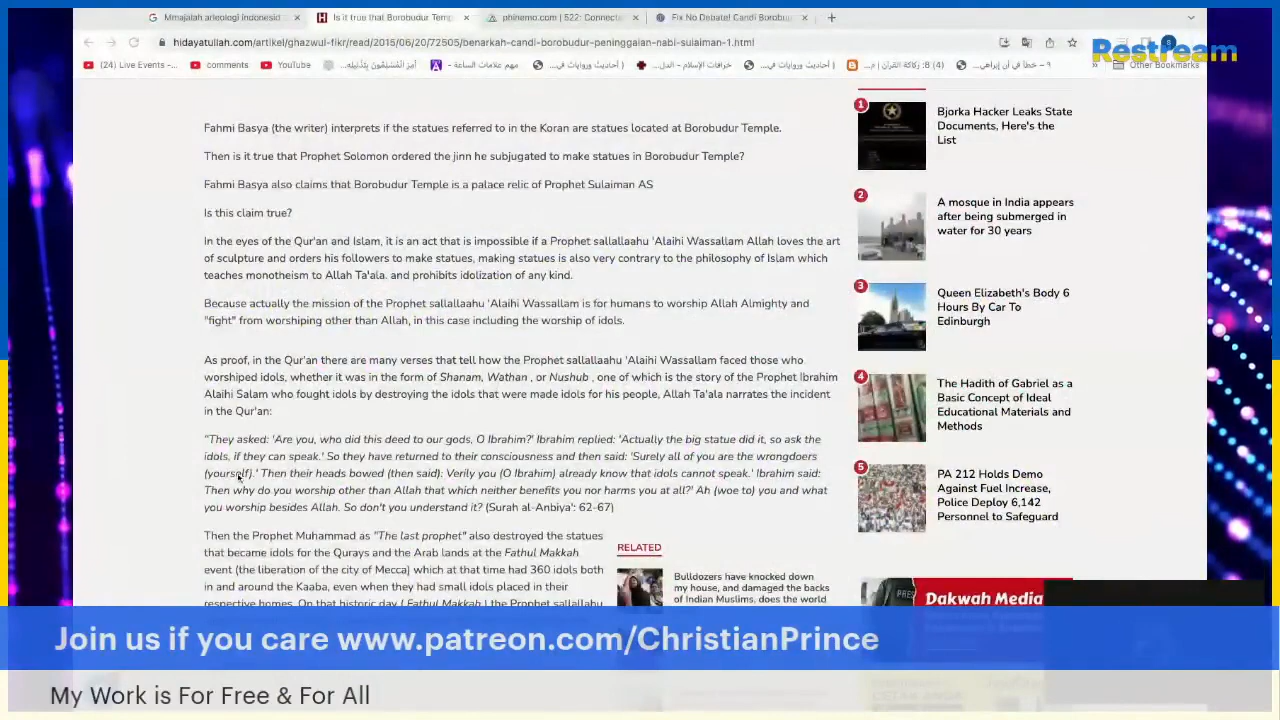 Mmajalah arleologi Indonesid
Is it true that Borobudur Temp
phinemo.com | 522: Connecta
Fix No Debate! Candi Borobu
hidayatullah.com/artikel/ghazwul-fikr/read/2015/06/20/72505/benarkah-candi-borobudur-peninggalan-nabi-sulaiman-1.html
Restream
(24) Live Events -...
comments
YouTube
مهم علامات الساعة -
Other Bookmarks
Fahmi Basya (the writer) interprets if the statues referred to in the Koran are statues located at Borobudur Temple.
Then is it true that Prophet Solomon ordered the jinn he subjugated to make statues in Borobudur Temple?
Fahmi Basya also claims that Borobudur Temple is a palace relic of Prophet Sulaiman AS
Is this claim true?
In the eyes of the Qur'an and Islam, it is an act that is impossible if a Prophet sallallaahu 'Alaihi Wassallam Allah loves the art
of sculpture and orders his followers to make statues, making statues is also very contrary to the philosophy of Islam which
teaches monotheism to Allah Ta'ala. and prohibits idolization of any kind.
Because actually the mission of the Prophet sallallaahu 'Alaihi Wassallam is for humans to worship Allah Almighty and
"fight" from worshiping other than Allah, in this case including the worship of idols.
As proof, in the Qur'an there are many verses that tell how the Prophet sallallaahu 'Alaihi Wassallam faced those who
worshiped idols, whether it was in the form of Shanam, Wathan , or Nushub , one of which is the story of the Prophet Ibrahim
Alaihi Salam who fought idols by destroying the idols that were made idols for his people, Allah Ta'ala narrates the incident
in the Qur'an:
"They asked: 'Are you, who did this deed to our gods, O Ibrahim?' Ibrahim replied: 'Actually the big statue did it, so ask the
idols, if they can speak.' So they have returned to their consciousness and then said: 'Surely all of you are the wrongdoers
(yourself).' Then their heads bowed (then said): Verily you (O Ibrahim) already know that idols cannot speak.' Ibrahim said:
Then why do you worship other than Allah that which neither benefits you nor harms you at all?' Ah (woe to) you and what
you worship besides Allah. So don't you understand it? (Surah al-Anbiya': 62-67)
Then the Prophet Muhammad as "The last prophet" also destroyed the statues
that became idols for the Qurays and the Arab lands at the Fathul Makkah
event (the liberation of the city of Mecca) which at that time had 360 idols both
in and around the Kaaba, even when they had small idols placed in their
respective homes. On that historic day ( Fathul Makkah ) the Prophet sallallahu
RELATED
Bulldozers have knocked down
my house, and damaged the backs
of Indian Muslims, does the world
1
Bjorka Hacker Leaks State
Documents, Here's the
List
2
A mosque in India appears
after being submerged in
water for 30 years
3
Queen Elizabeth's Body 6
Hours By Car To
Edinburgh
4
The Hadith of Gabriel as a
Basic Concept of Ideal
Educational Materials and
Methods
5
PA 212 Holds Demo
Against Fuel Increase,
Police Deploy 6,142
Personnel to Safeguard
PRESS
Dakwah Media
Join us if you care www.patreon.com/ChristianPrince
My Work is For Free & For All